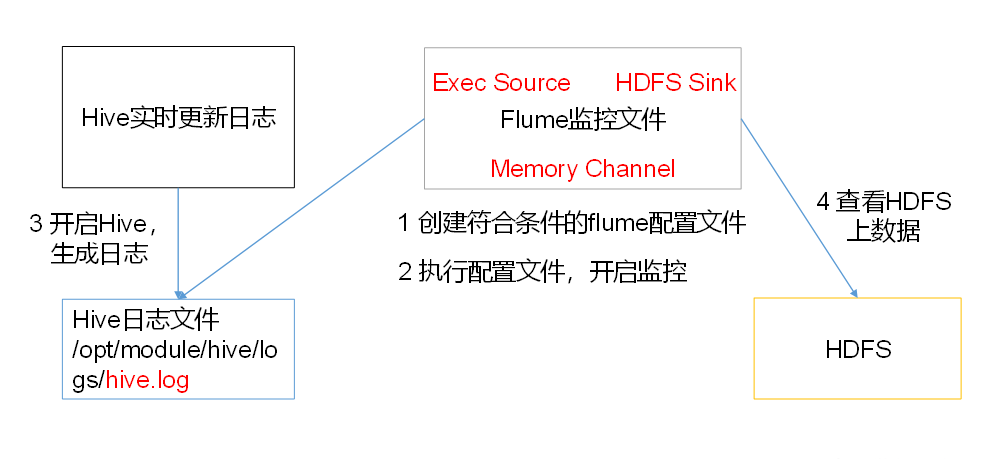 Hive实时更新日志
Exec Source
HDFS Sink
Flume监控文件
Memory Channel
3 开启Hive,
生成日志
1 创建符合条件的flume配置文件
2 执行配置文件，开启监控
4 查看HDFS
上数据
Hive日志文件
/opt/module/hive/lo
gs/hive.log
HDFS